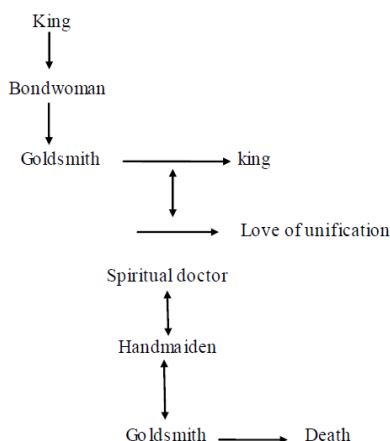 King
Bondwoman
Goldsmith king
Love of unification
Spiritual doctor
Handmaiden
Goldsmith Death